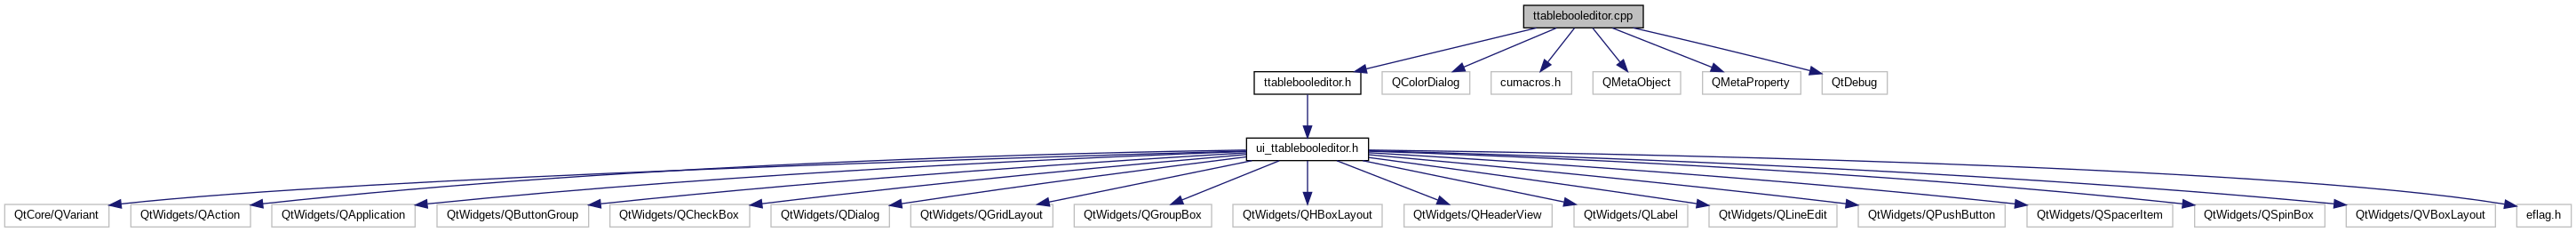 ttablebooleditor.cpp
ttablebooleditor.h
QColorDialog
cumacros.h
QMetaObject
QMetaProperty
QtDebug
ui_ttablebooleditor.h
QtCore/QVariant
QtWidgets/QAction
QtWidgets/QApplication
QtWidgets/QButtonGroup
QtWidgets/QCheckBox
QtWidgets/QDialog
QtWidgets/QGridLayout
QtWidgets/QGroupBox
QtWidgets/QHBoxLayout
QtWidgets/QHeaderView
QtWidgets/QLabel
QtWidgets/QLineEdit
QtWidgets/QPushButton
QtWidgets/QSpacerItem
QtWidgets/QSpinBox
QtWidgets/QVBoxLayout
eflag.h